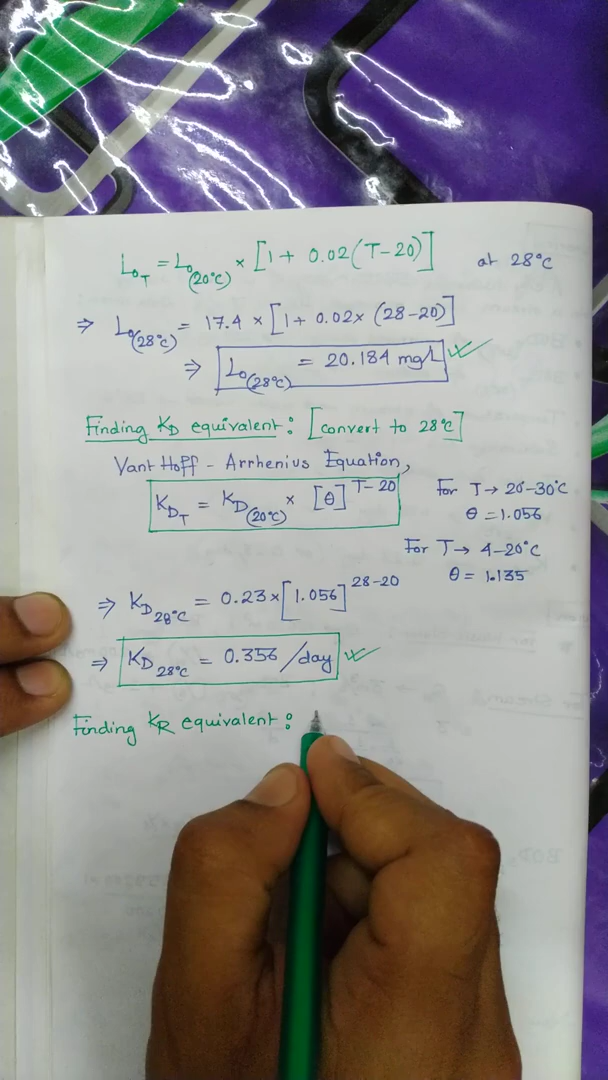 L₀T = L₀(20°C) × [1 + 0.02(T-20)] at 28°C
⇒ L₀(28°C) = 17.4 × [1 + 0.02 × (28-20)]
⇒ L₀(28°C) = 20.184 mg/L
Finding KD equivalent: [convert to 28°C]
Vant Hoff - Arrhenius Equation,
KDT = KD(20°C) × [θ]^T-20
For T → 20-30°C
θ = 1.056
For T → 4-20°C
θ = 1.135
⇒ KD28°C = 0.23 × [1.056]^28-20
⇒ KD28°C = 0.356 /day
Finding KR equivalent: